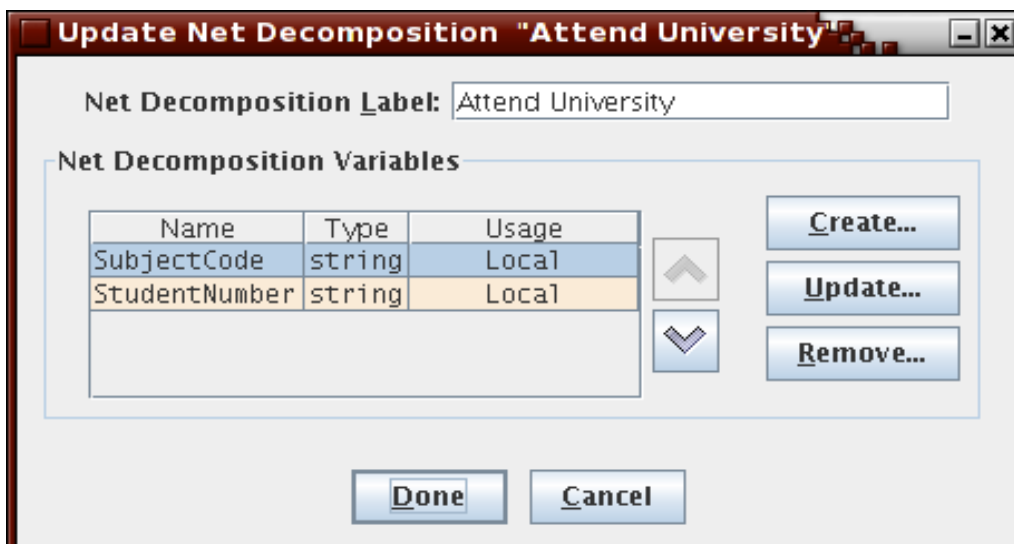 Update Net Decomposition "Attend University"
Net Decomposition Label: Attend University
Net Decomposition Variables
Name Type Usage
SubjectCode string Local
StudentNumber string Local
Create...
Update...
Remove...
Done Cancel